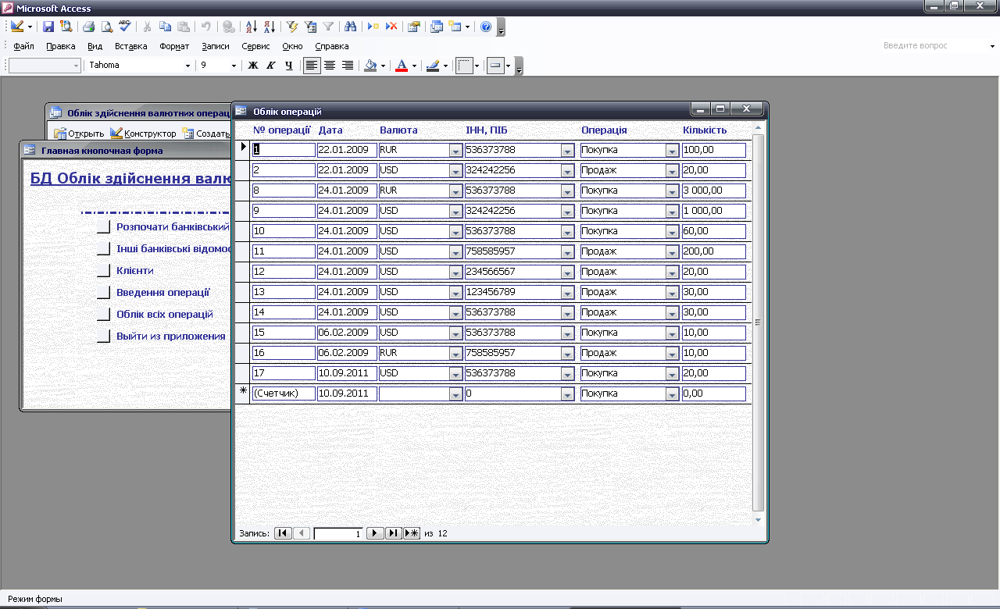 Microsoft Access
Файл Правка Вид Вставка Формат Записи Сервис Окно Справка
Введите вопрос
Tahoma 9 Ж К Ч
Облік здійснення валютних операц
Открыть Конструктор Создать
Главная кнопочная форма
БД Облік здійснення валю
Розпочати банківський
Інші банківські відомос
Клієнти
Введення операції
Облік всіх операцій
Выйти из приложения
Облік операцій
№ операції Дата Валюта ІНН, ПІБ Операція Кількість
1 22.01.2009 RUR 536373788 Покупка 100,00
2 22.01.2009 USD 324242256 Продаж 20,00
8 24.01.2009 RUR 536373788 Покупка 3 000,00
9 24.01.2009 USD 324242256 Покупка 1 000,00
10 24.01.2009 USD 536373788 Покупка 60,00
11 24.01.2009 USD 758585957 Продаж 200,00
12 24.01.2009 USD 234566567 Продаж 20,00
13 24.01.2009 USD 123456789 Продаж 30,00
14 24.01.2009 USD 536373788 Продаж 30,00
15 06.02.2009 USD 536373788 Покупка 10,00
16 06.02.2009 RUR 758585957 Продаж 10,00
17 10.09.2011 USD 536373788 Покупка 20,00
(Счетчик) 10.09.2011 0 Покупка 0,00
Запись: 1 из 12
Режим формы